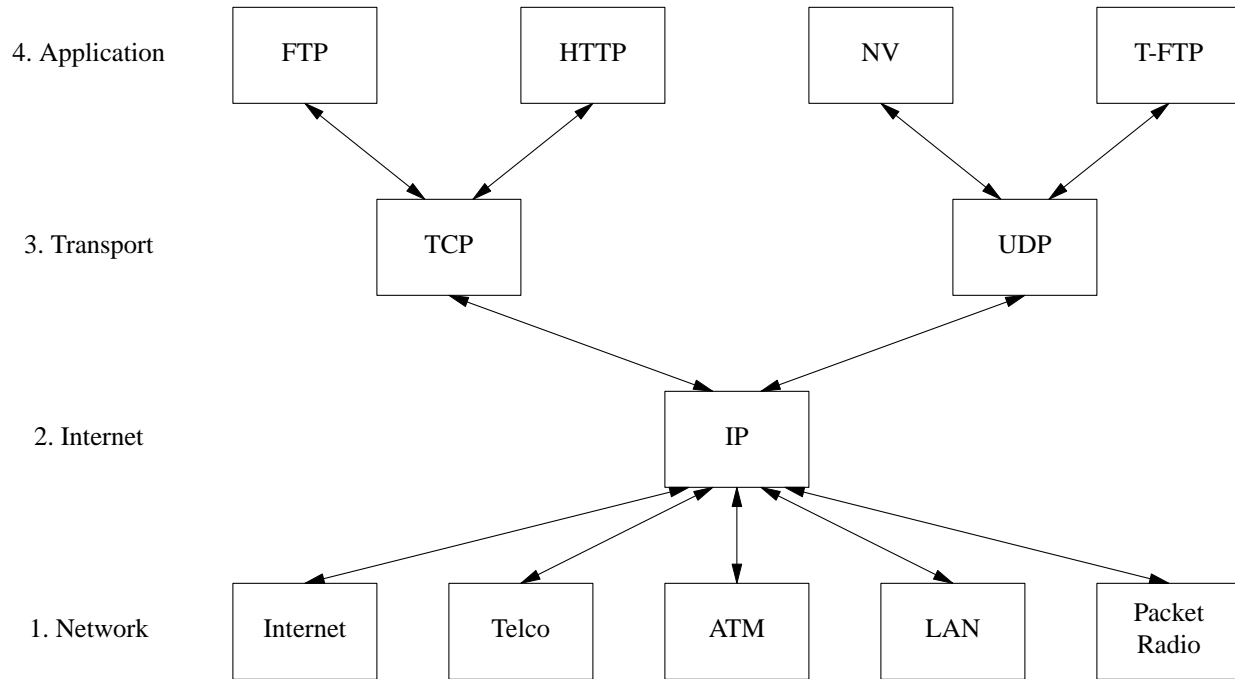 4. Application
FTP
HTTP
NV
T-FTP
3. Transport
TCP
UDP
2. Internet
IP
1. Network
Internet
Telco
ATM
LAN
Packet
Radio